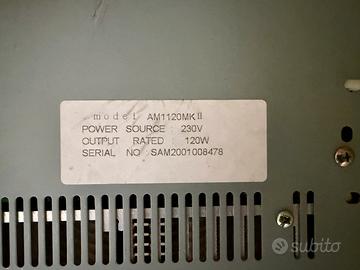 model AM1120MKⅡ
POWER SOURCE : 230V
OUTPUT RATED 120W
SERIAL NO SAM2001008478
subito